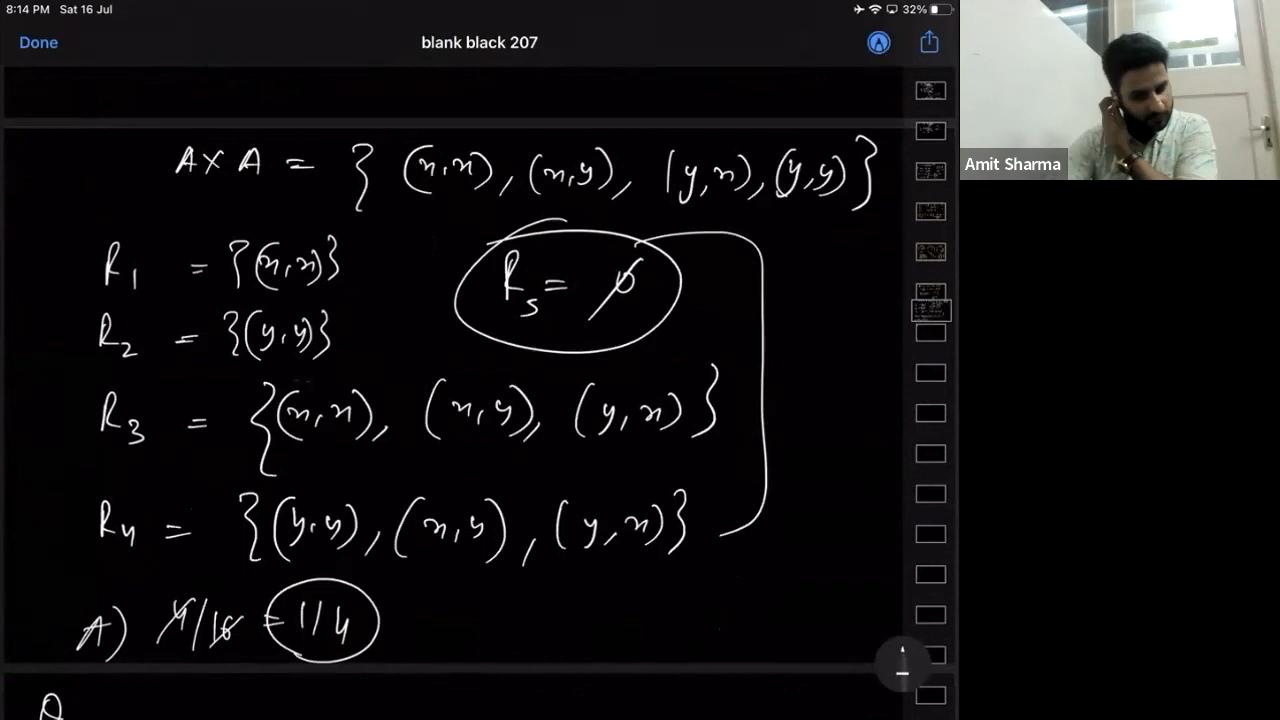 8:14 PM Sat 16 Jul 32%
Done blank black 207
A × A = { (x,x), (x,y), (y,x), (y,y) }
R1 = {(x,x)}
R5 = ϕ
R2 = {(y,y)}
R3 = {(x,x), (x,y), (y,x)}
R4 = {(y,y), (x,y), (y,x)}
A) 4/16 = 1/4
Amit Sharma